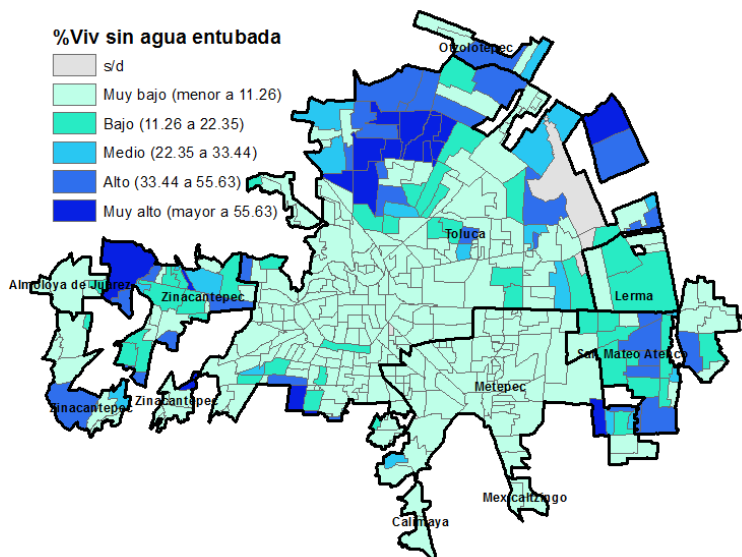 %Viv sin agua entubada
s/d
Muy bajo (menor a 11.26)
Bajo (11.26 a 22.35)
Medio (22.35 a 33.44)
Alto (33.44 a 55.63)
Muy alto (mayor a 55.63)
Otzolotepec
Toluca
Almoloya de Juárez
Zinacantepec
Lerma
San Mateo Atenco
Metepec
Zinacantepec
Zinacantepec
Mexicaltzingo
Calimaya